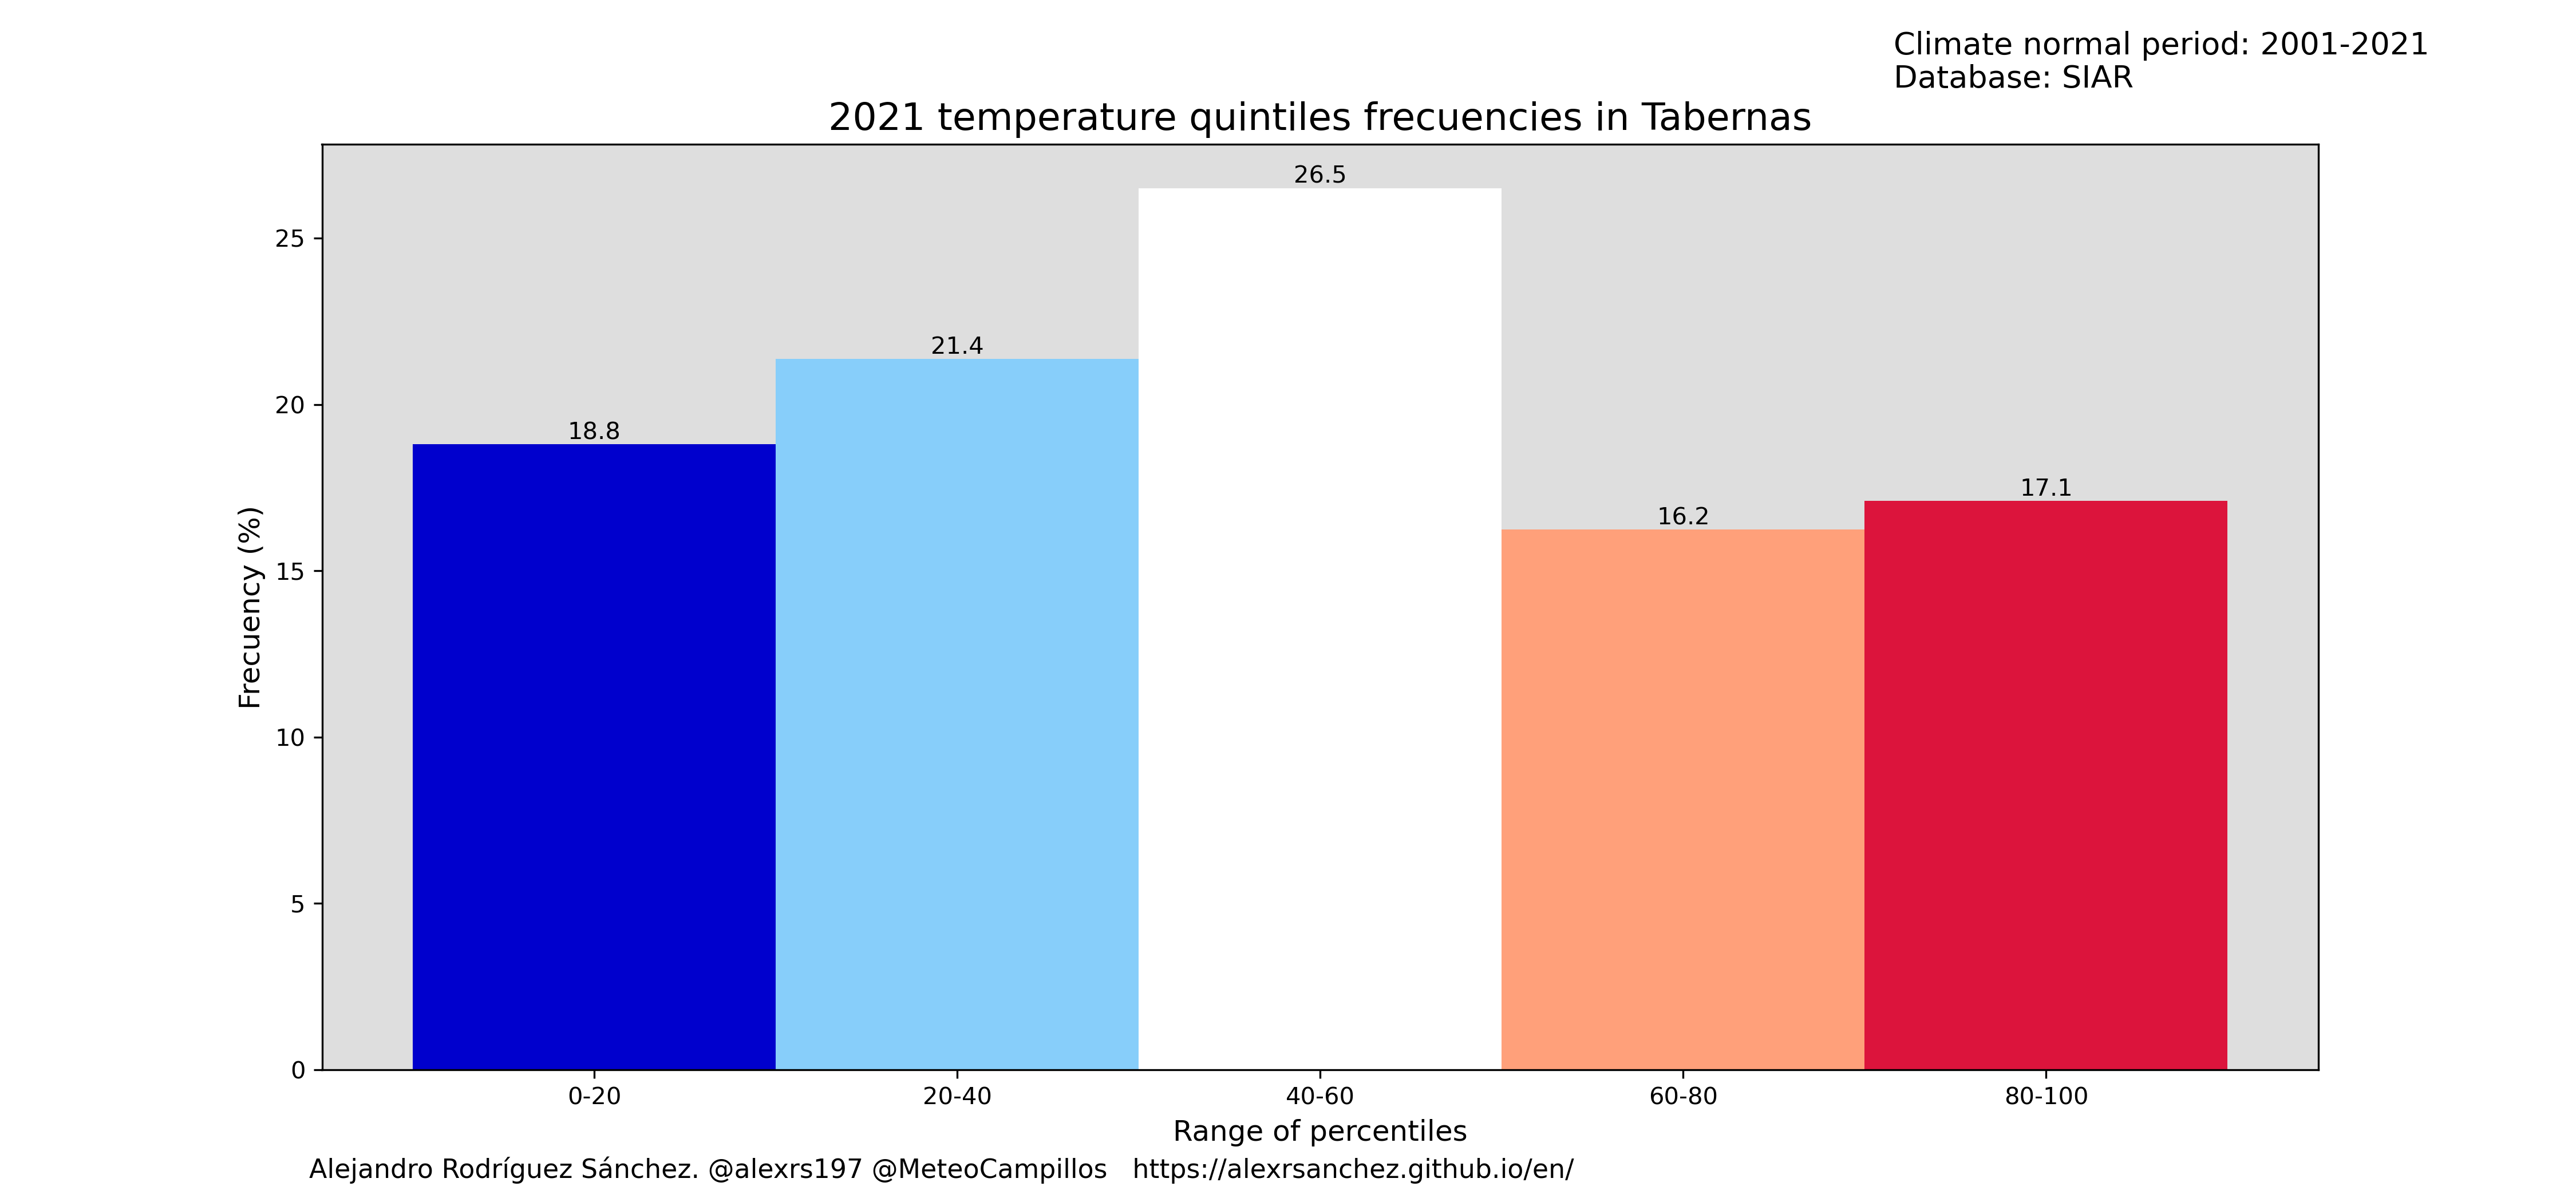 Climate normal period: 2001-2021
Database: SIAR
2021 temperature quintiles frecuencies in Tabernas
26.5
25
21.4
20
18.8
17.1
16.2
Frecuency (%)
15
10
5
0
0-20 20-40 40-60 60-80 80-100
Range of percentiles
Alejandro Rodríguez Sánchez. @alexrs197 @MeteoCampillos https://alexrsanchez.github.io/en/